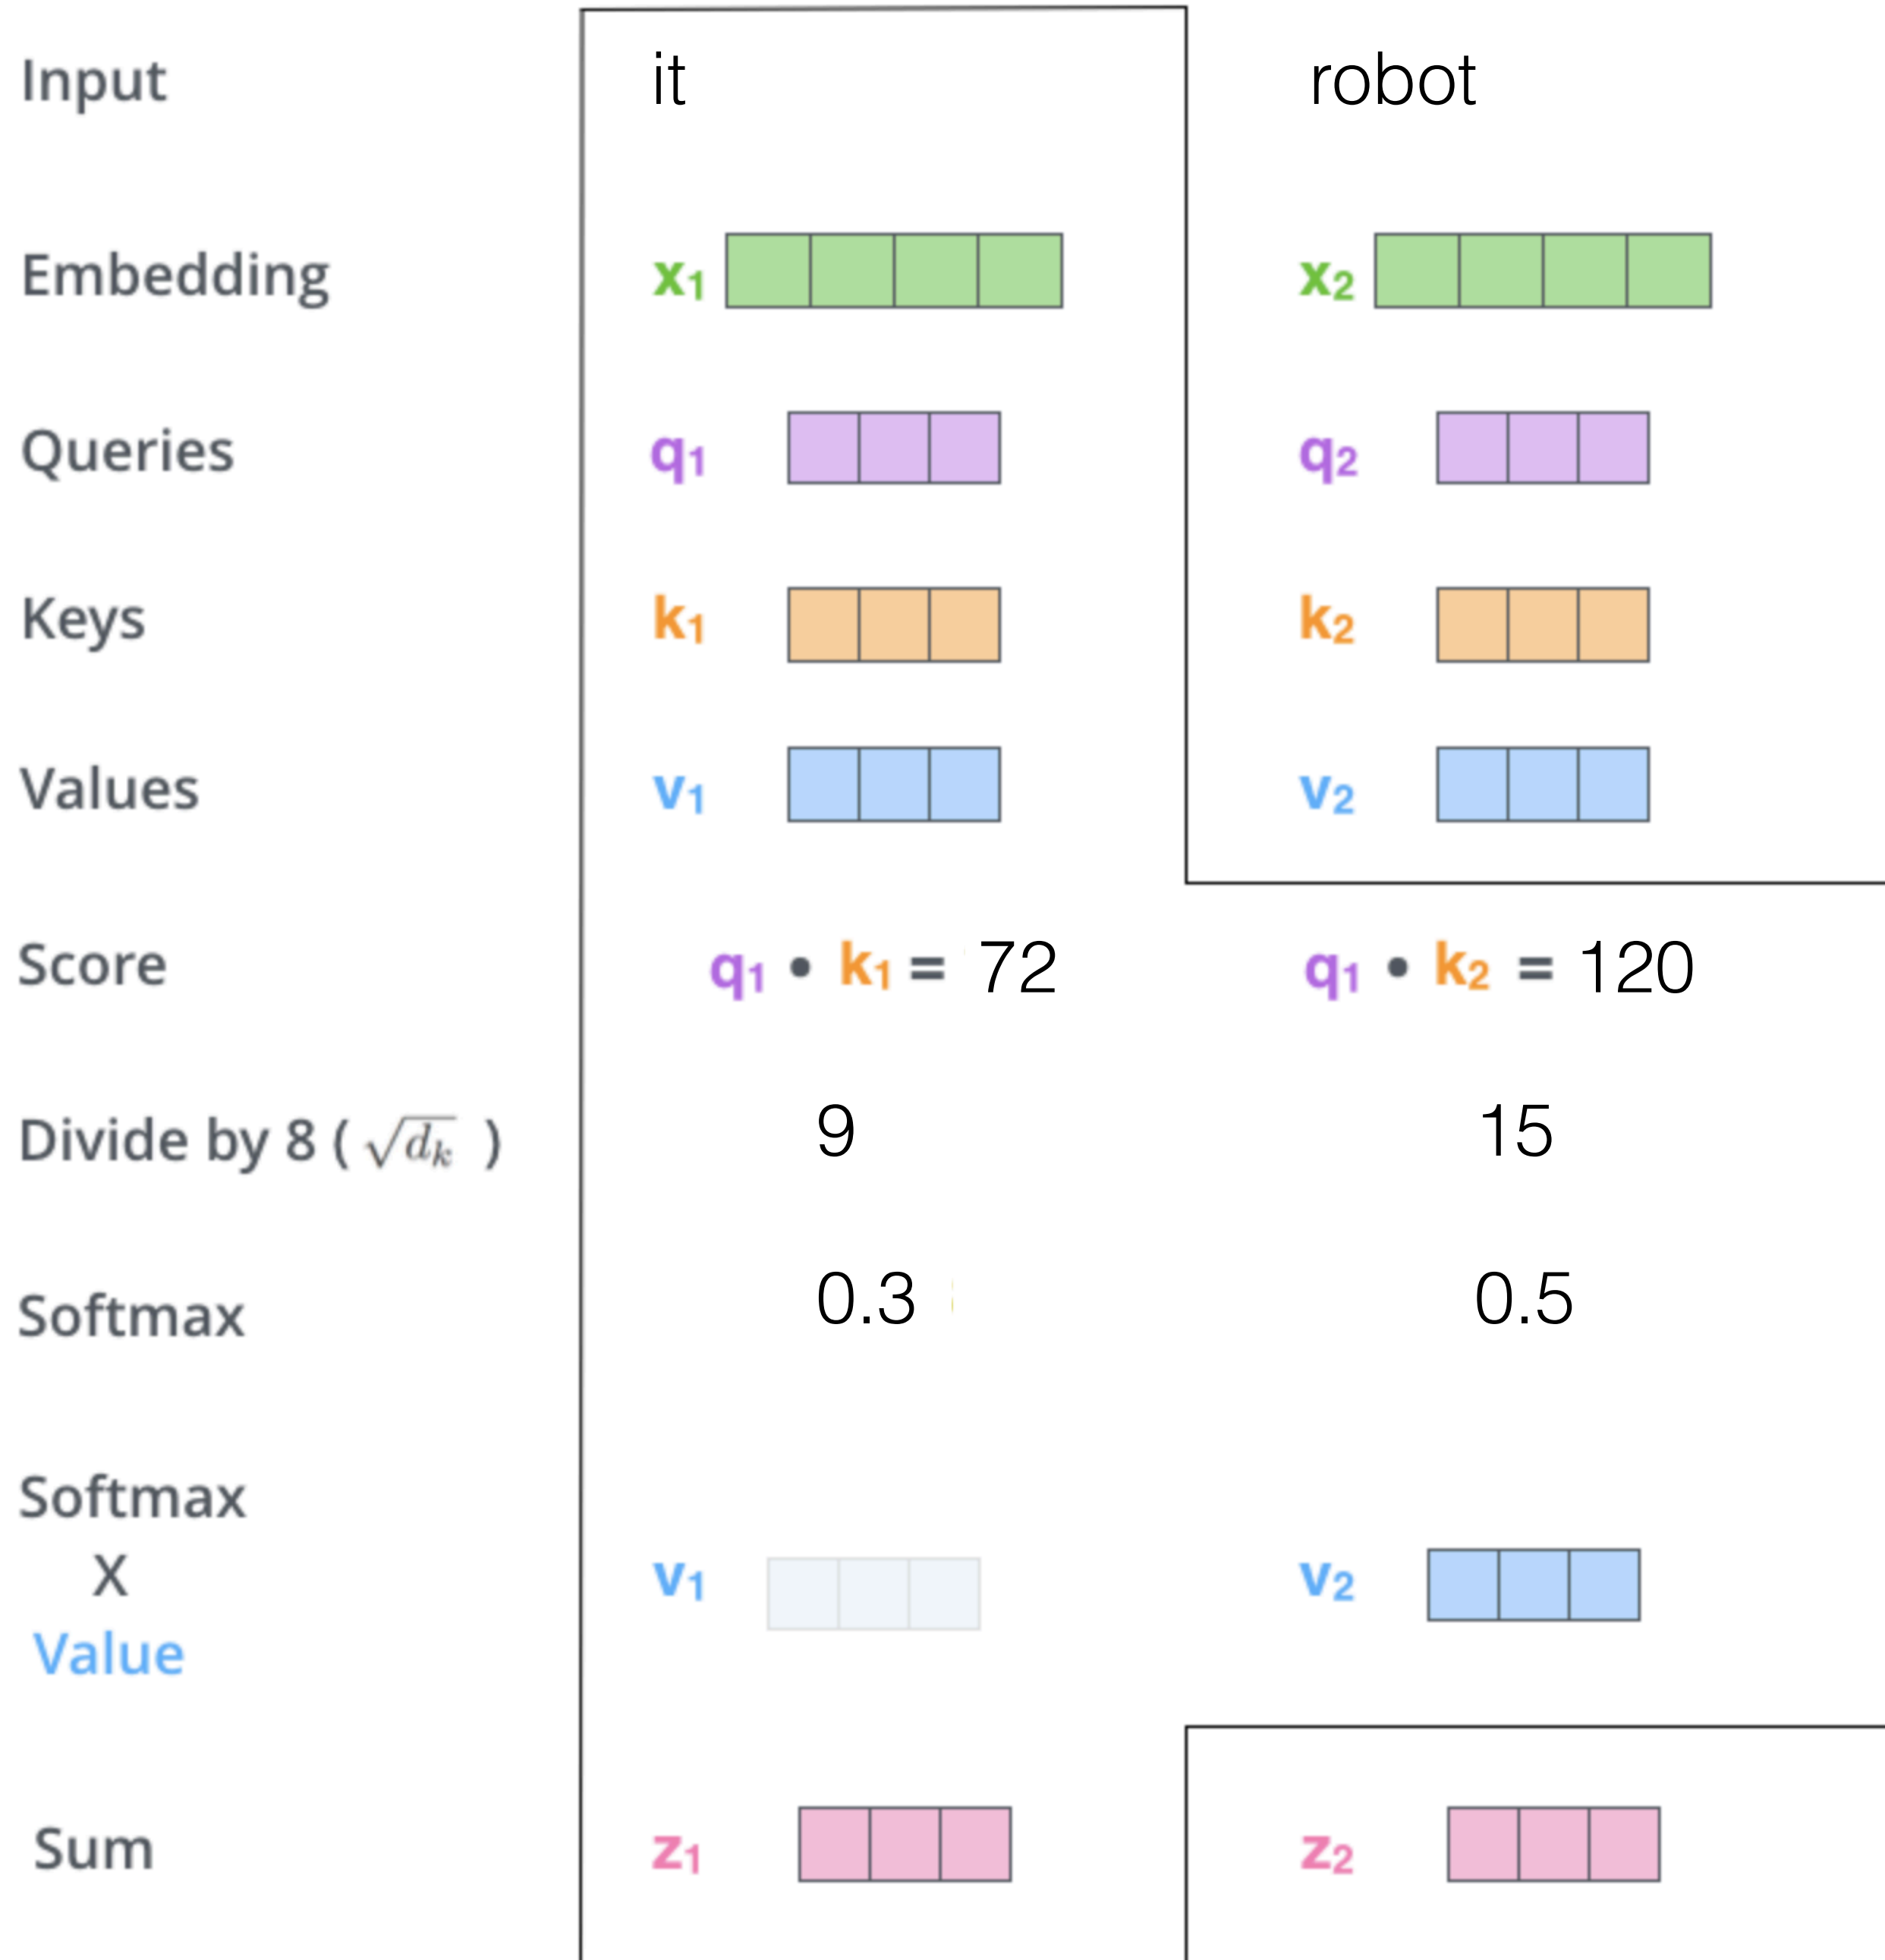 Input it robot
Embedding x1 x2
Queries q1 q2
Keys k1 k2
Values v1 v2
Score q1 • k1 = 72 q1 • k2 = 120
Divide by 8 ( √dk ) 9 15
Softmax 0.3 0.5
Softmax
X
Value
v1 v2
Sum z1 z2